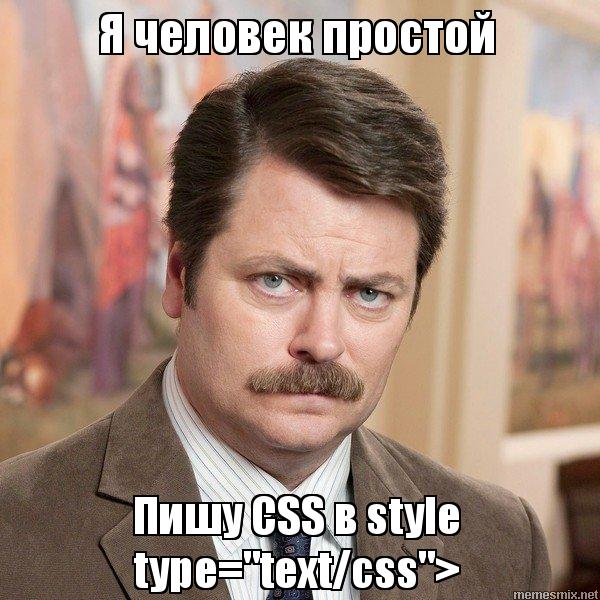 Я человек простой
Пишу CSS в style
type="text/css">
memesmix.net